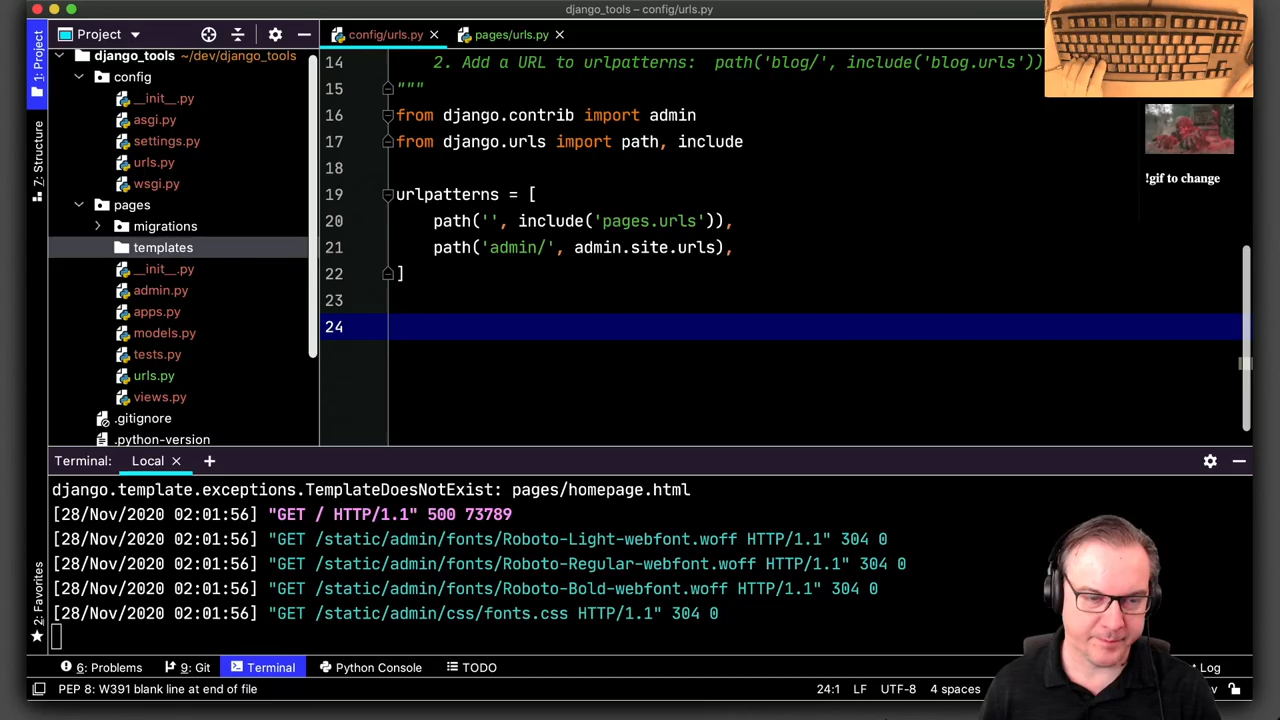 django_tools – config/urls.py
1: Project
Project
config/urls.py
pages/urls.py
django_tools ~/dev/django_tools
config
__init__.py
asgi.py
settings.py
urls.py
wsgi.py
pages
migrations
templates
__init__.py
admin.py
apps.py
models.py
tests.py
urls.py
views.py
.gitignore
.python-version
7: Structure
2: Favorites
14 2. Add a URL to urlpatterns: path('blog/', include('blog.urls'))
15 """
16 from django.contrib import admin
17 from django.urls import path, include
18
19 urlpatterns = [
20 path('', include('pages.urls')),
21 path('admin/', admin.site.urls),
22 ]
23
24
!gif to change
Terminal: Local +
django.template.exceptions.TemplateDoesNotExist: pages/homepage.html
[28/Nov/2020 02:01:56] "GET / HTTP/1.1" 500 73789
[28/Nov/2020 02:01:56] "GET /static/admin/fonts/Roboto-Light-webfont.woff HTTP/1.1" 304 0
[28/Nov/2020 02:01:56] "GET /static/admin/fonts/Roboto-Regular-webfont.woff HTTP/1.1" 304 0
[28/Nov/2020 02:01:56] "GET /static/admin/fonts/Roboto-Bold-webfont.woff HTTP/1.1" 304 0
[28/Nov/2020 02:01:56] "GET /static/admin/css/fonts.css HTTP/1.1" 304 0
6: Problems 9: Git Terminal Python Console TODO Log
PEP 8: W391 blank line at end of file 24:1 LF UTF-8 4 spaces